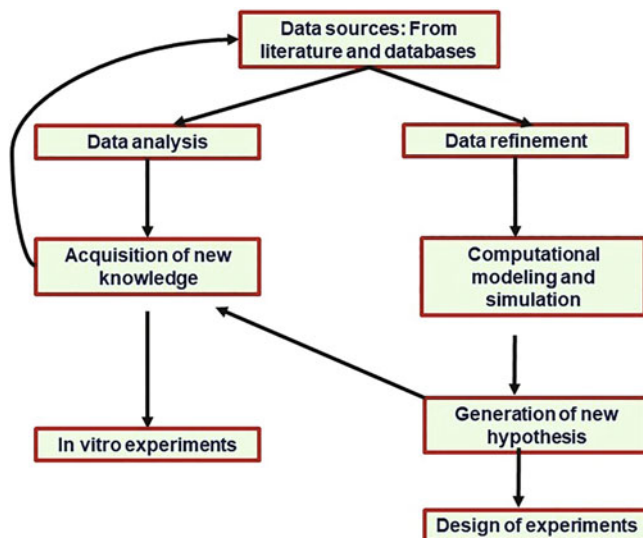 Data sources: From
literature and databases
Data analysis
Data refinement
Acquisition of new
knowledge
Computational
modeling and
simulation
In vitro experiments
Generation of new
hypothesis
Design of experiments